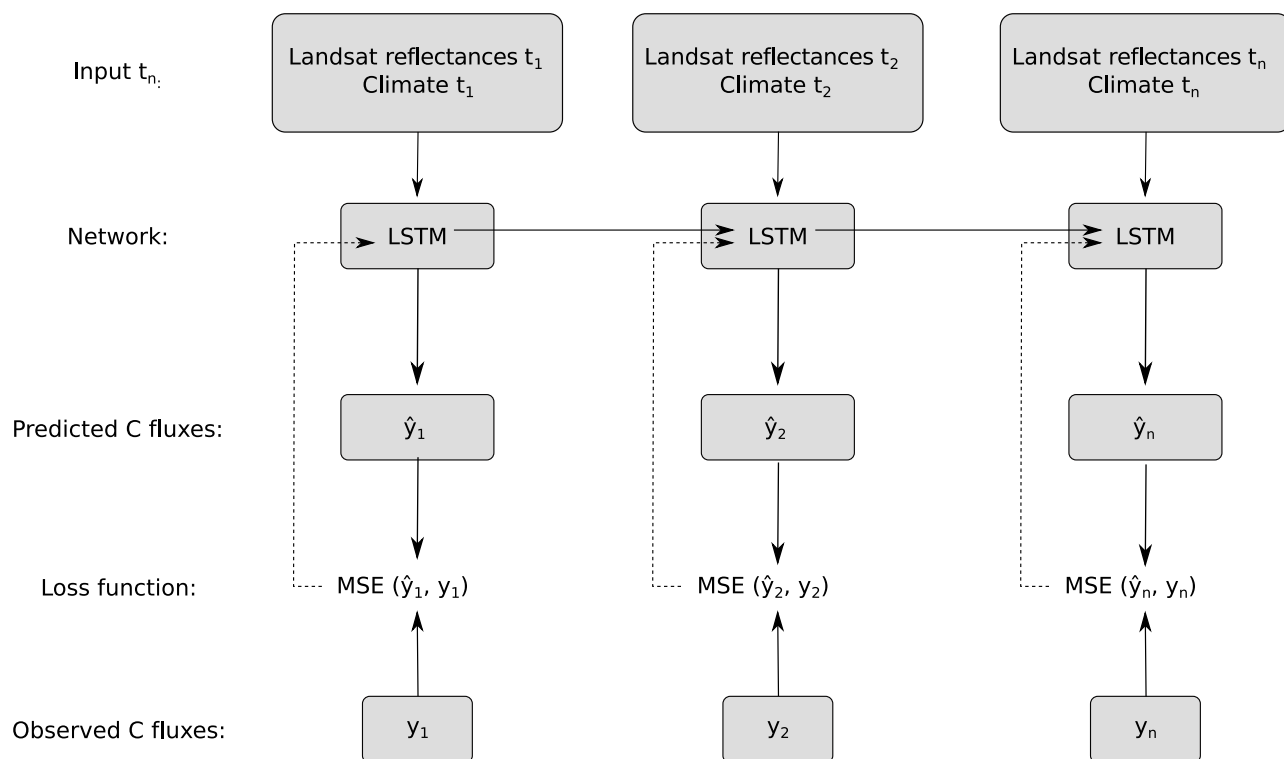 Input tₙ:
Landsat reflectances t₁
Climate t₁
Landsat reflectances t₂
Climate t₂
Landsat reflectances tₙ
Climate tₙ
Network:
LSTM
LSTM
LSTM
Predicted C fluxes:
ŷ₁
ŷ₂
ŷₙ
Loss function:
MSE (ŷ₁, y₁)
MSE (ŷ₂, y₂)
MSE (ŷₙ, yₙ)
Observed C fluxes:
y₁
y₂
yₙ